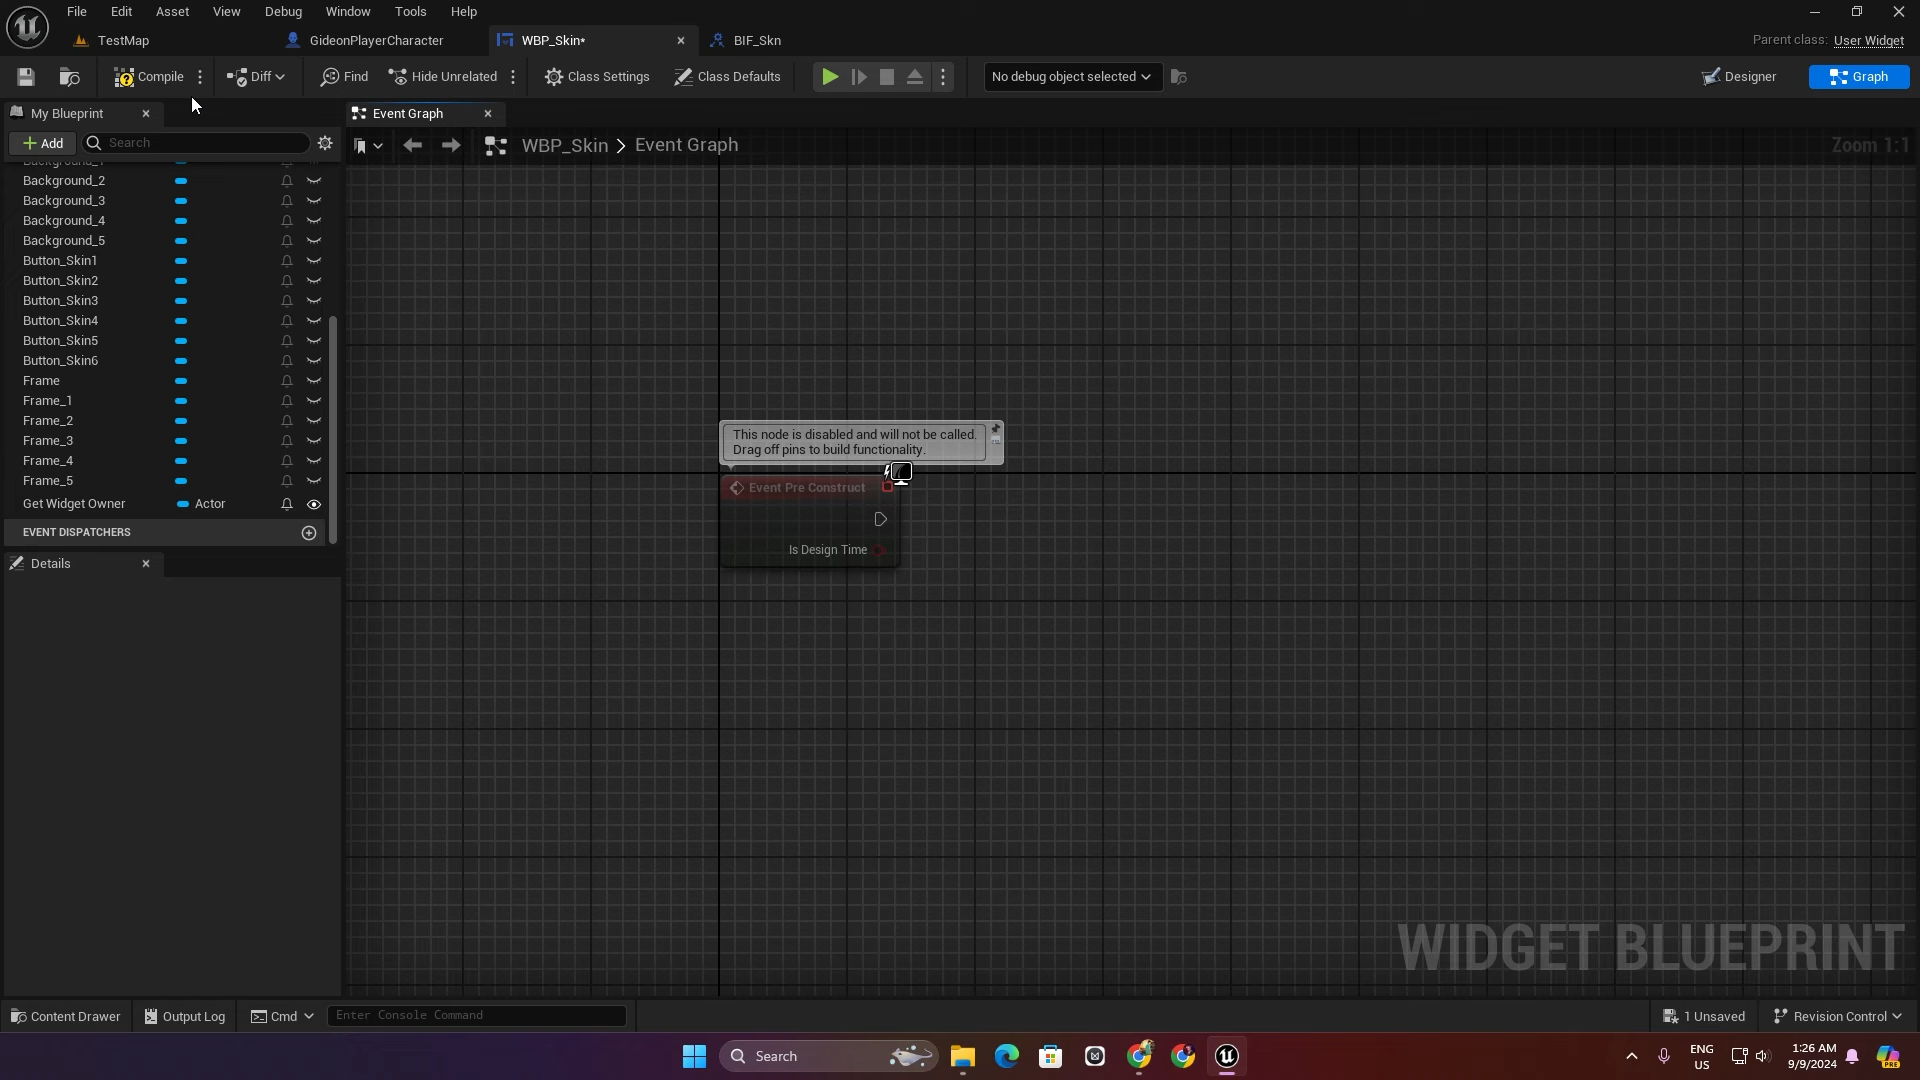 File Edit Asset View Debug Window Tools Help
TestMap GideonPlayerCharacter WBP_Skin* BIF_Skn Parent class: User Widget
Compile Diff Find Hide Unrelated Class Settings Class Defaults No debug object selected Designer Graph
My Blueprint Event Graph
Add Search WBP_Skin > Event Graph Zoom 1:1
Background_1
Background_2
Background_3
Background_4
Background_5
Button_Skin1
Button_Skin2
Button_Skin3
Button_Skin4
Button_Skin5
Button_Skin6
Frame
Frame_1
Frame_2
Frame_3
Frame_4
Frame_5
Get Widget Owner Actor
EVENT DISPATCHERS
Details
This node is disabled and will not be called.
Drag off pins to build functionality.
Event Pre Construct
Is Design Time
WIDGET BLUEPRINT
Content Drawer Output Log Cmd Enter Console Command 1 Unsaved Revision Control
Search
ENG
US
1:26 AM
9/9/2024
PRE